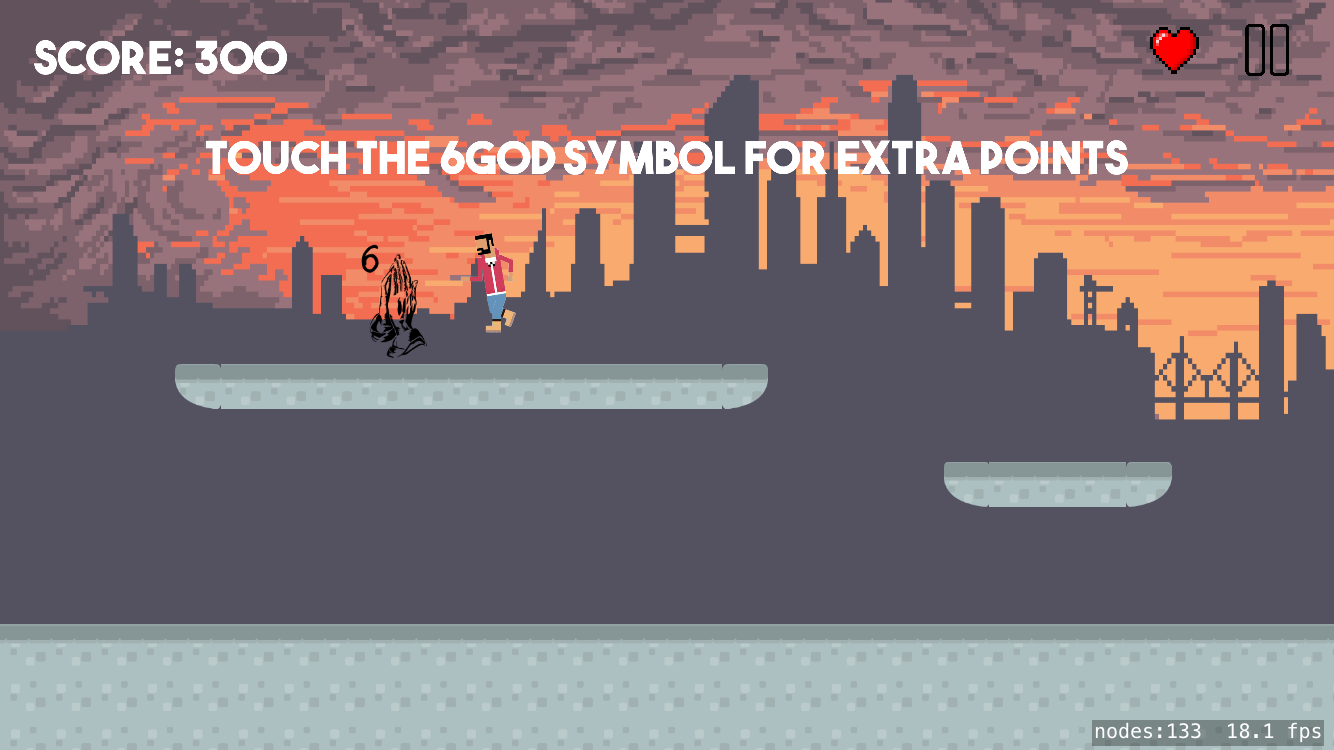 SCORE: 300
TOUCH THE 6GOD SYMBOL FOR EXTRA POINTS
6
nodes:133 18.1 fps